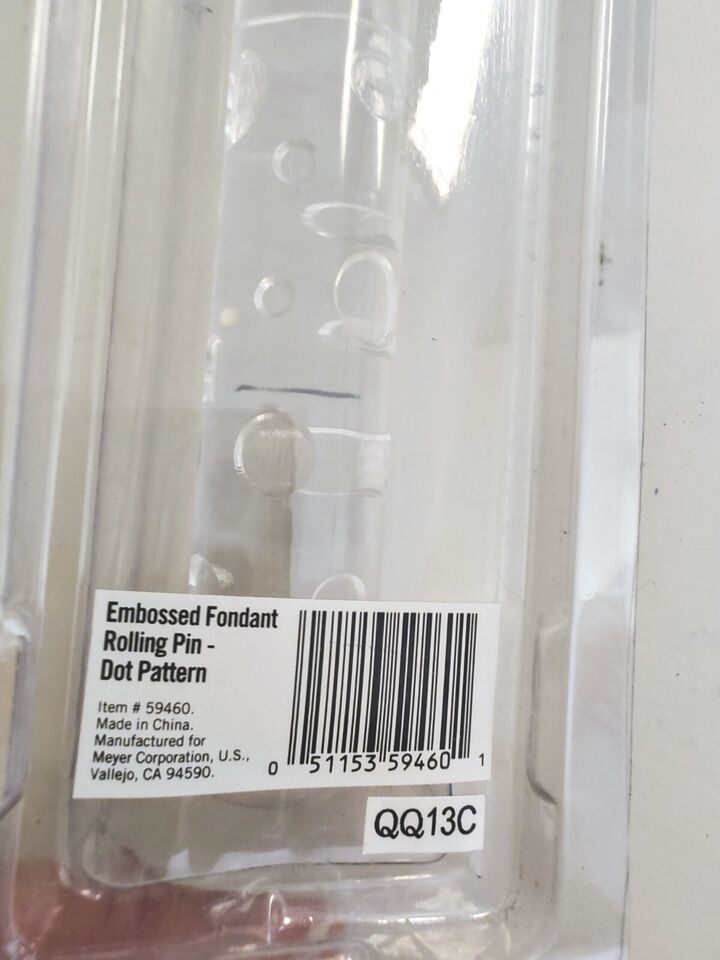 Embossed Fondant
Rolling Pin -
Dot Pattern
Item # 59460.
Made in China.
Manufactured for
Meyer Corporation, U.S.,
Vallejo, CA 94590.
0 51153 59460 1
QQ13C